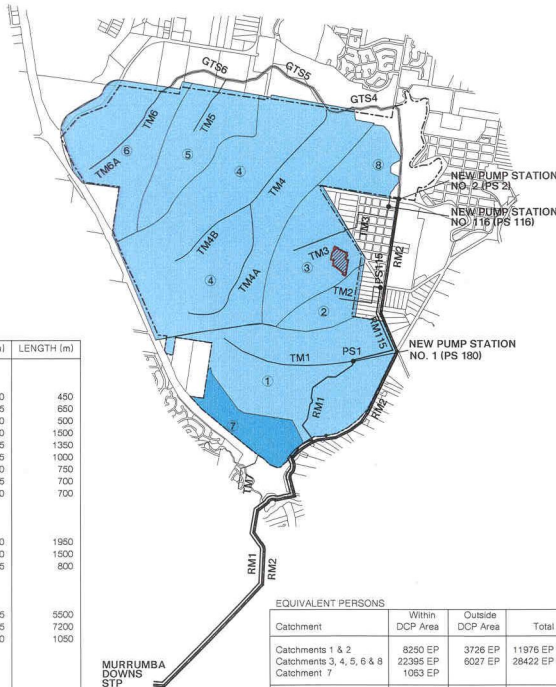 GTS6
GTS5
GTS4
TM6
TM5
TM6A
6
5
4
TM4
8
NEW PUMP STATION
NO. 2 (PS 2)
NEW PUMP STATION
NO. 116 (PS 116)
TM3
RM2
TM4B
TM4A
4
TM3
3
PS115
TM2
2
RM115
NEW PUMP STATION
NO. 1 (PS 180)
TM1
PS1
1
RM1
RM2
7
TM7
RM1
RM2
MURRUMBA
DOWNS
STP
LENGTH (m)
450
650
500
1500
1350
1000
750
700
700
1950
1500
800
5500
7200
1050
EQUIVALENT PERSONS
Catchment Within DCP Area Outside DCP Area Total
Catchments 1 & 2 8250 EP 3726 EP 11976 EP
Catchments 3, 4, 5, 6 & 8 22395 EP 6027 EP 28422 EP
Catchment 7 1063 EP